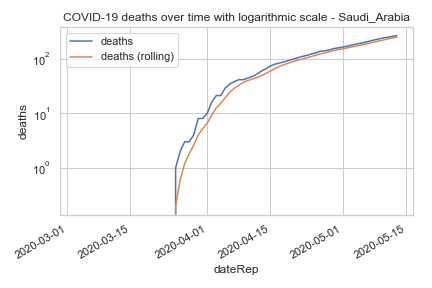 COVID-19 deaths over time with logarithmic scale - Saudi_Arabia
deaths
deaths (rolling)
10²
10¹
10⁰
deaths
2020-03-01
2020-03-15
2020-04-01
2020-04-15
2020-05-01
2020-05-15
dateRep